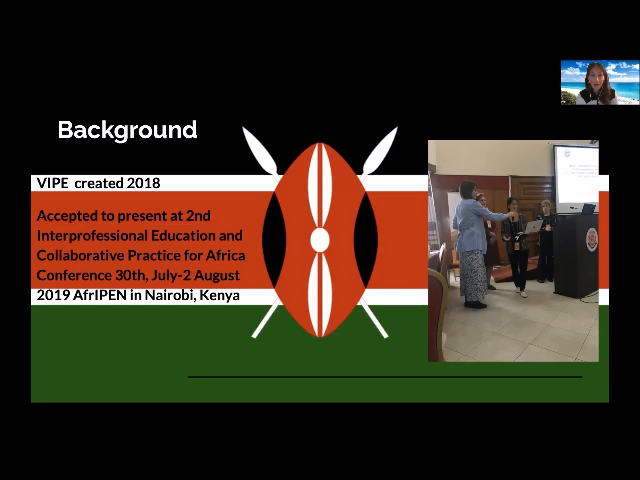 Background
VIPE created 2018
Accepted to present at 2nd
Interprofessional Education and
Collaborative Practice for Africa
Conference 30th, July-2 August
2019 AfrIPEN in Nairobi, Kenya